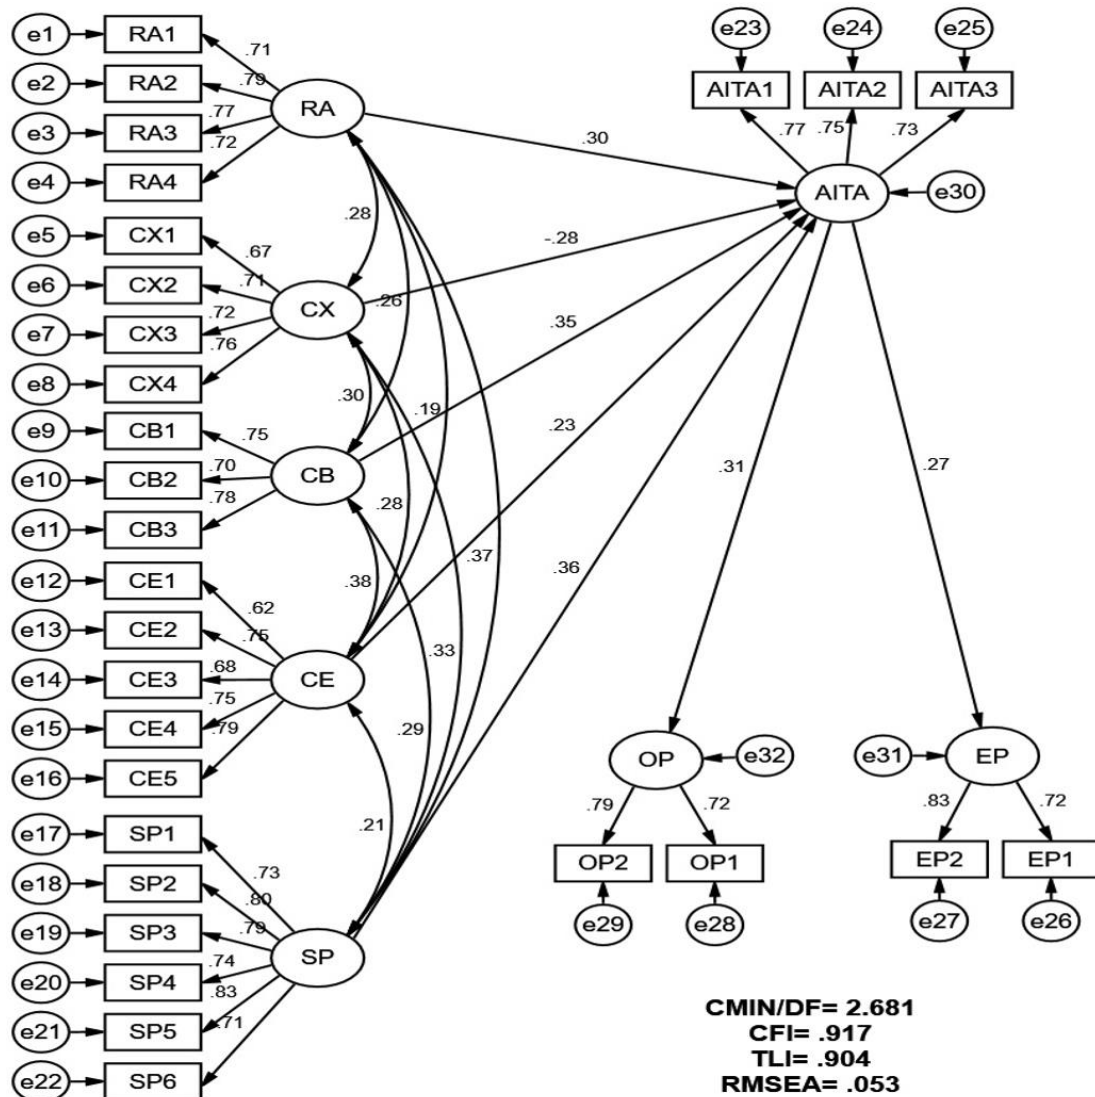 e1 RA1 .71
e2 RA2 .79
e3 RA3 .77
e4 RA4 .72
RA
e5 CX1 .67
e6 CX2 .71
e7 CX3 .72
e8 CX4 .76
CX
e9 CB1 .75
e10 CB2 .70
e11 CB3 .78
CB
e12 CE1 .62
e13 CE2 .75
e14 CE3 .68
e15 CE4 .75
e16 CE5 .79
CE
e17 SP1 .73
e18 SP2 .80
e19 SP3 .79
e20 SP4 .74
e21 SP5 .83
e22 SP6 .71
SP
.28
.26
.30
.19
.28
.37
.38
.33
.29
.21
.30
-.28
.35
.23
.36
e23 e24 e25
AITA1 AITA2 AITA3
.77 .75 .73
AITA e30
.31 .27
OP e32
.79 .72
OP2 OP1
e29 e28
e31 EP
.83 .72
EP2 EP1
e27 e26
CMIN/DF= 2.681
CFI= .917
TLI= .904
RMSEA= .053